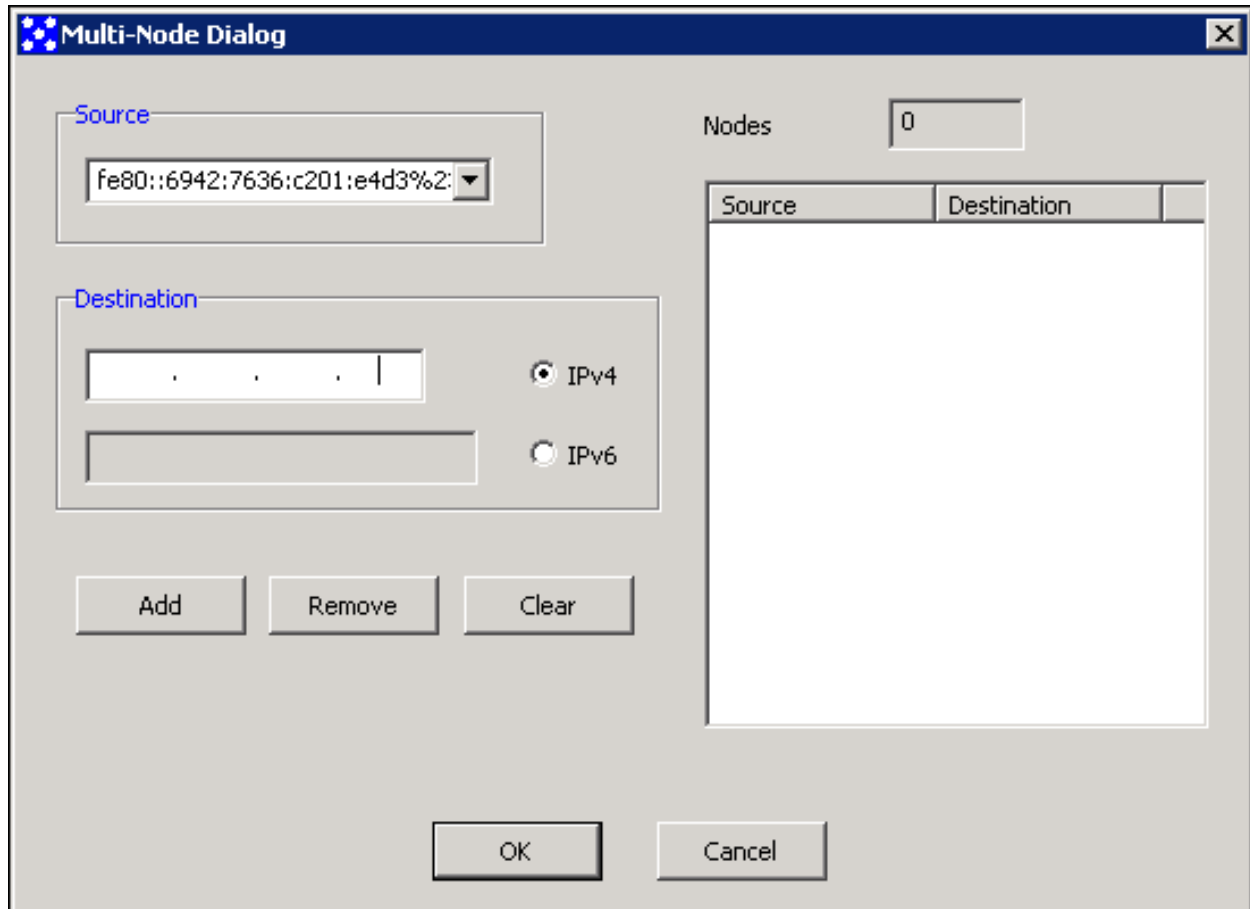 Multi-Node Dialog
Source
fe80::6942:7636:c201:e4d3%2
Nodes 0
Source Destination
Destination
. . .
IPv4
IPv6
Add Remove Clear
OK Cancel